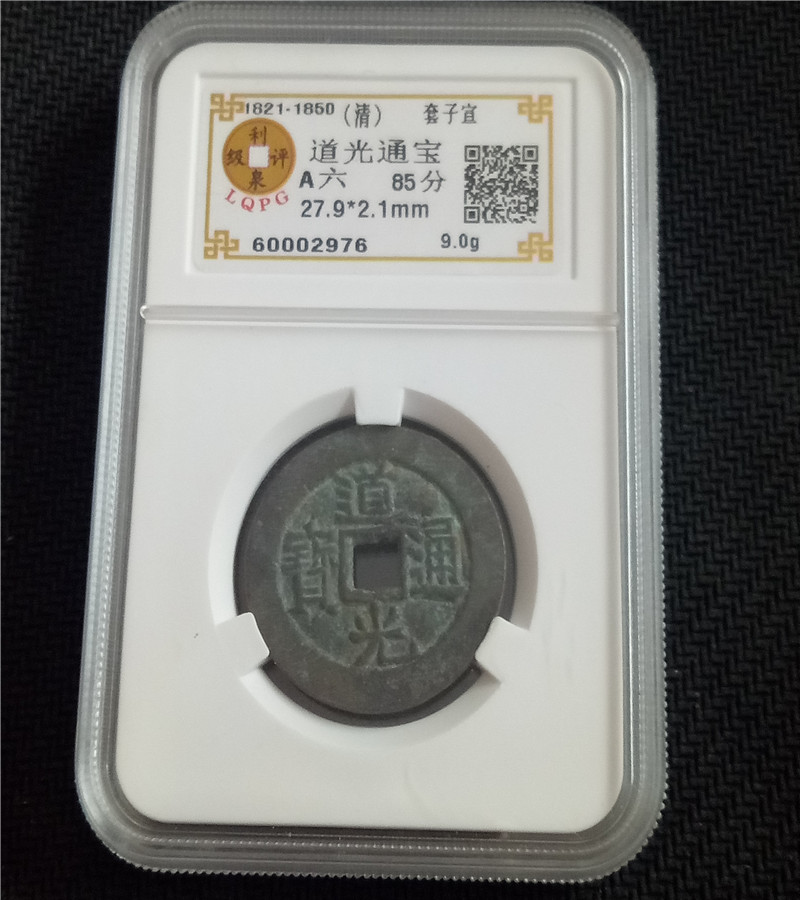 1821-1850 (清) 套子宣
利
级 评
泉
LQPG
道光通宝
A六 85分
27.9*2.1mm
60002976 9.0g
道
寶 通
光